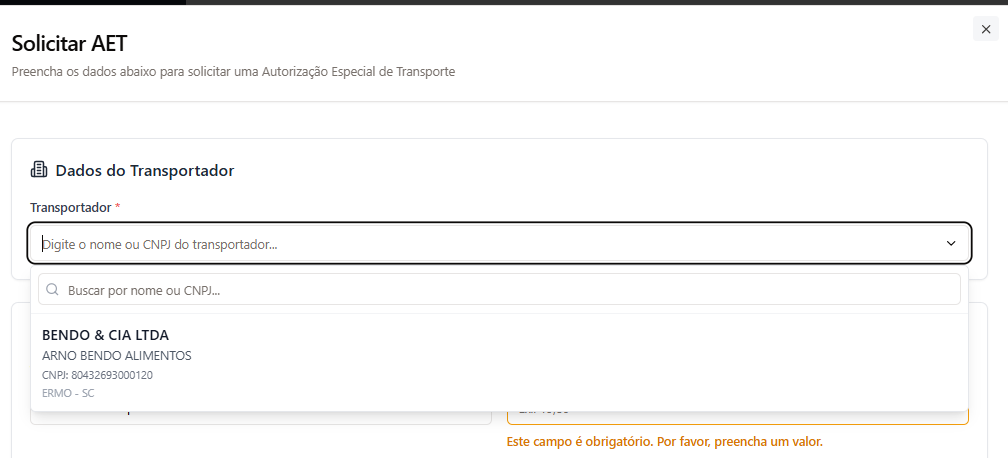 Solicitar AET
Preencha os dados abaixo para solicitar uma Autorização Especial de Transporte
Dados do Transportador
Transportador *
Digite o nome ou CNPJ do transportador...
Buscar por nome ou CNPJ...
BENDO & CIA LTDA
ARNO BENDO ALIMENTOS
CNPJ: 80432693000120
ERMO - SC
Este campo é obrigatório. Por favor, preencha um valor.